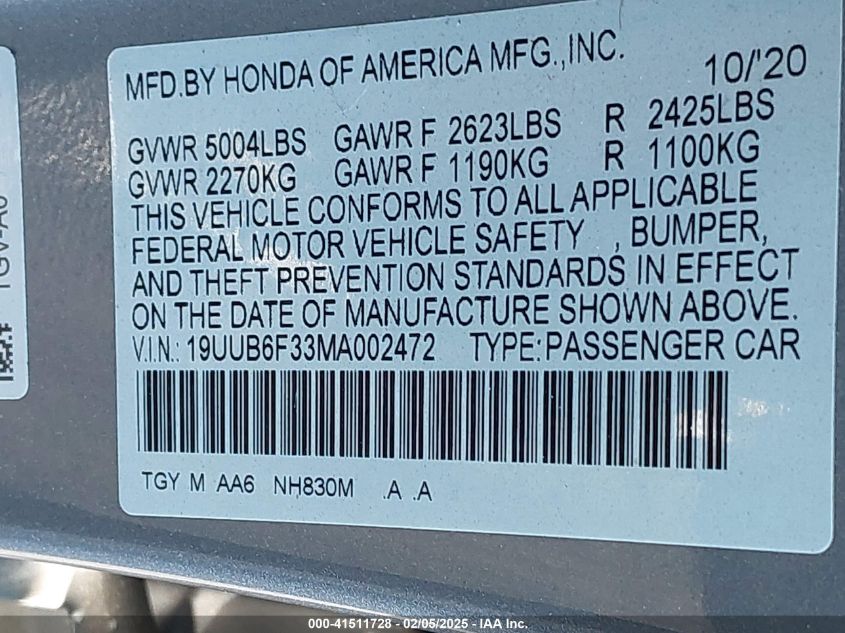 MFD.BY HONDA OF AMERICA MFG.,INC. 10/'20
GVWR 5004LBS GAWR F 2623LBS R 2425LBS
GVWR 2270KG GAWR F 1190KG R 1100KG
THIS VEHICLE CONFORMS TO ALL APPLICABLE
FEDERAL MOTOR VEHICLE SAFETY , BUMPER,
AND THEFT PREVENTION STANDARDS IN EFFECT
ON THE DATE OF MANUFACTURE SHOWN ABOVE.
V.I.N.: 19UUB6F33MA002472 TYPE:PASSENGER CAR
TGY M AA6 NH830M .A .A
000-41511728 - 02/05/2025 - IAA Inc.